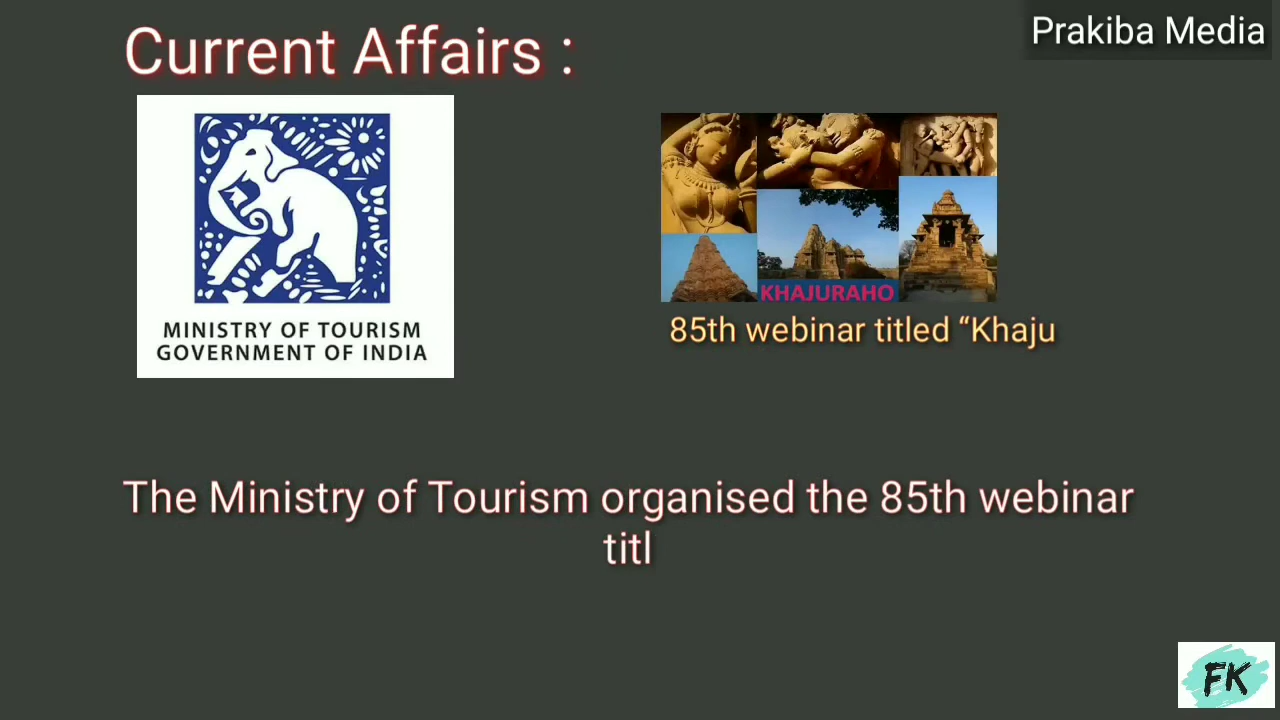 Current Affairs :
Prakiba Media
MINISTRY OF TOURISM
GOVERNMENT OF INDIA
KHAJURAHO
85th webinar titled “Khaju
The Ministry of Tourism organised the 85th webinar
titl
FK